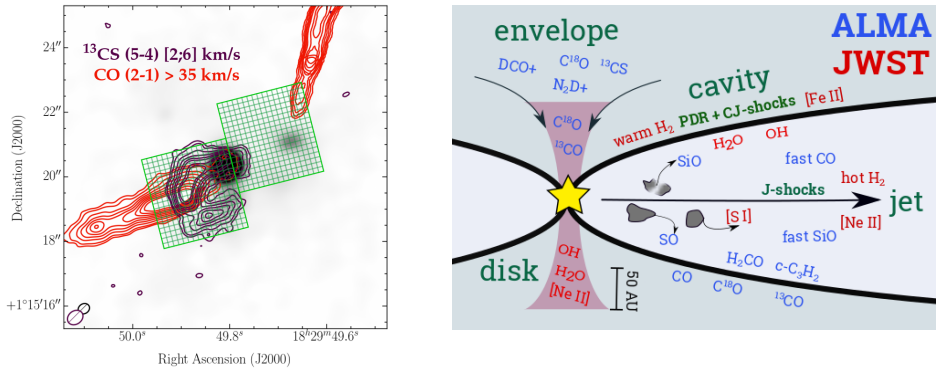 24″
22″
20″
18″
+1°15′16″
Declination (J2000)
¹³CS (5-4) [2;6] km/s
CO (2-1) > 35 km/s
50.0ˢ
49.8ˢ
18ʰ29ᵐ49.6ˢ
Right Ascension (J2000)
ALMA
JWST
envelope
DCO+
C¹⁸O
¹³CS
N₂D+
C¹⁸O
¹³CO
cavity
warm H₂
PDR + CJ-shocks
[Fe II]
H₂O
OH
SiO
fast CO
hot H₂
J-shocks
jet
[S I]
[Ne II]
SO
fast SiO
disk
OH
H₂O
[Ne II]
50 AU
H₂CO
c-C₃H₂
CO
C¹⁸O
¹³CO